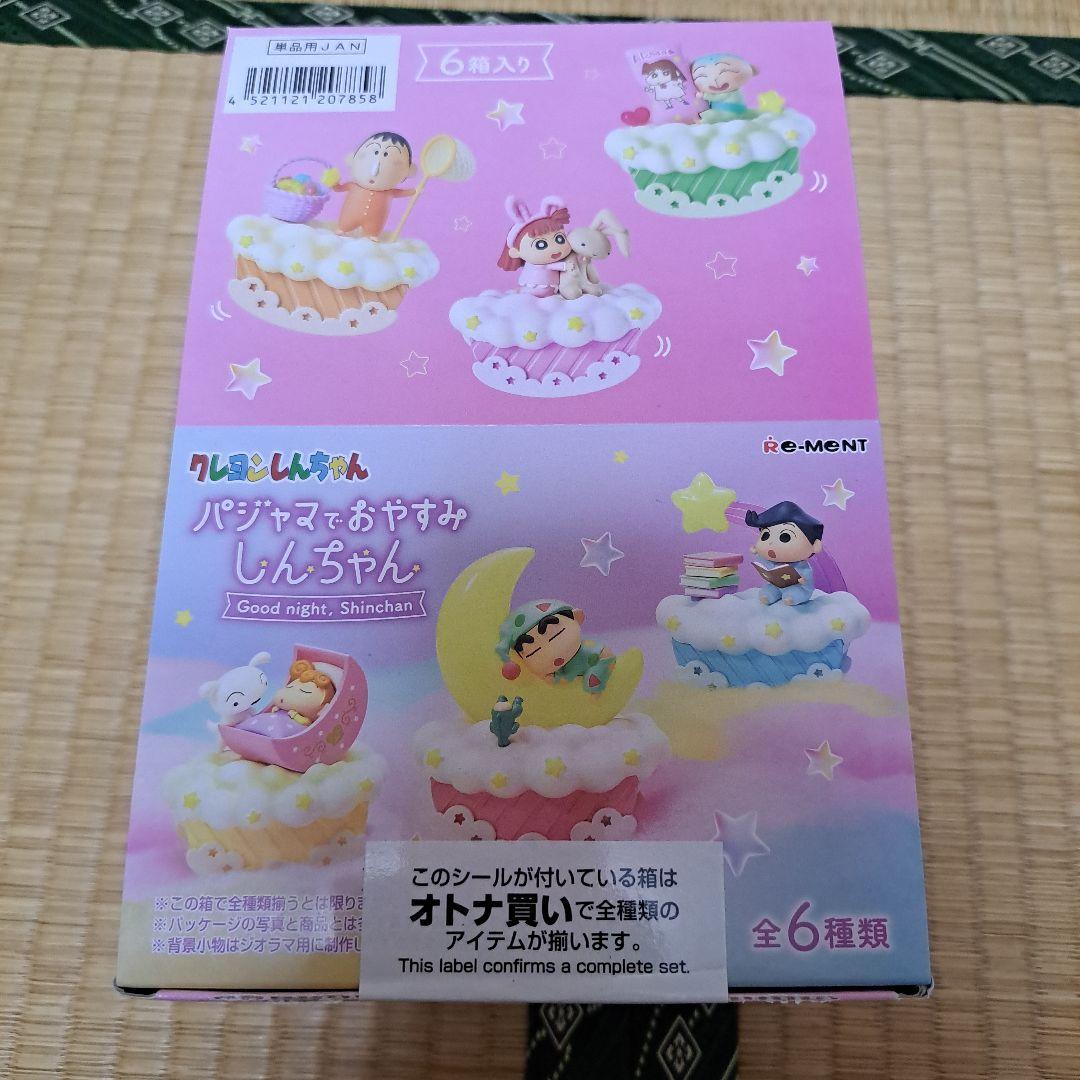 単品用JAN
4 521121 207858
6箱入り
Re-MENT
クレヨンしんちゃん
パジャマでおやすみ
しんちゃん
Good night, Shinchan
※この箱で全種類揃うとは限りま
※パッケージの写真と商品とは多
※背景小物はジオラマ用に制作し
このシールが付いている箱は
オトナ買いで全種類の
アイテムが揃います。
This label confirms a complete set.
全6種類